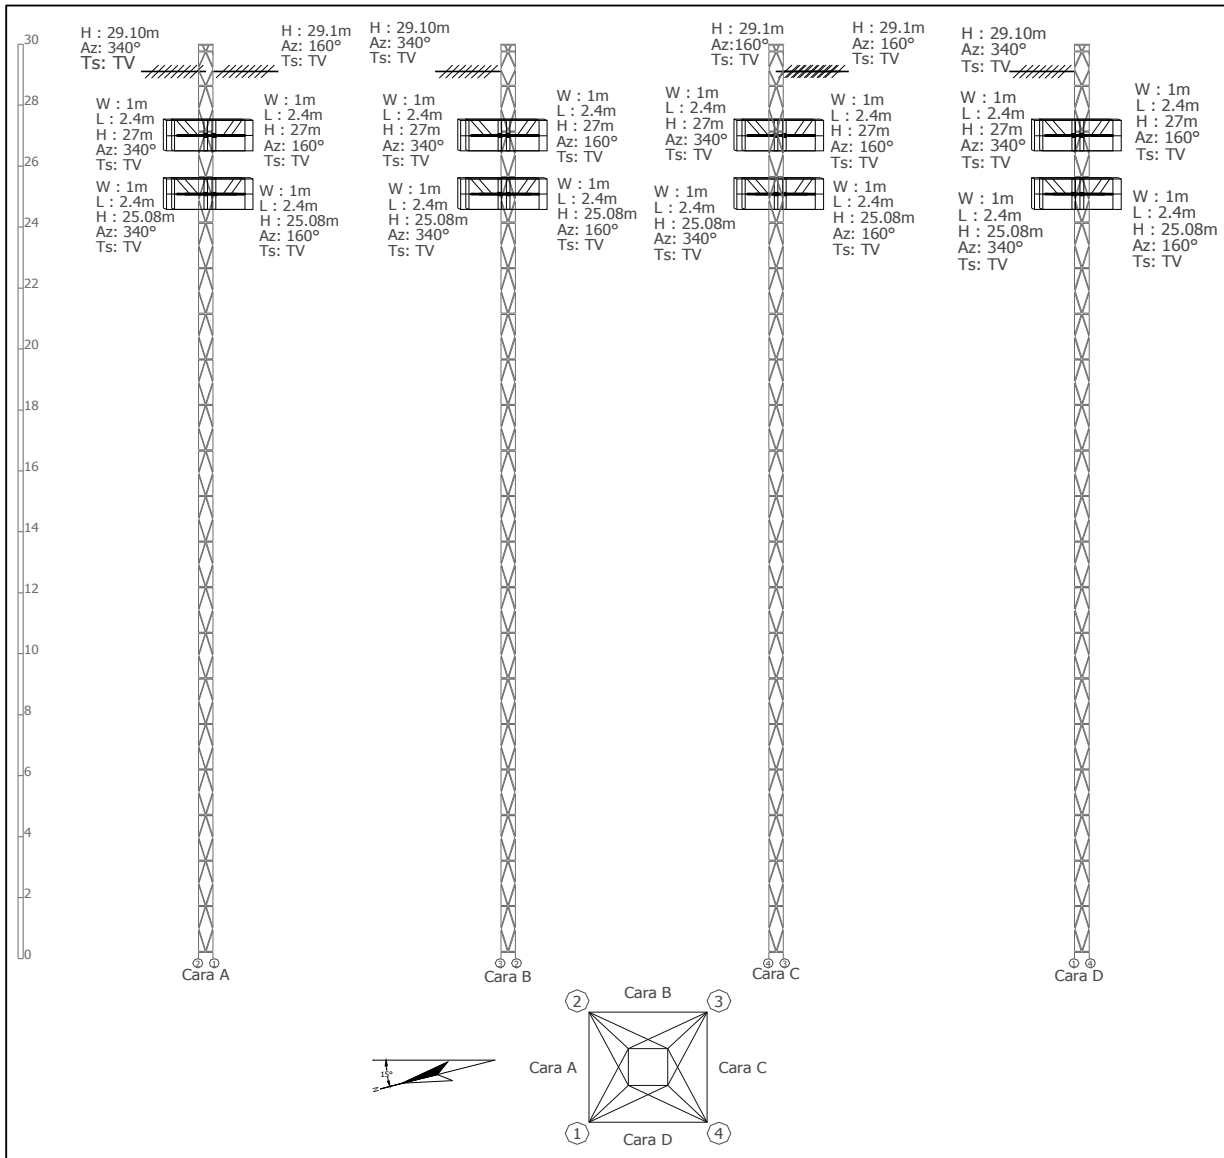 30
28
26
24
22
20
18
16
14
12
10
8
6
4
2
0
H : 29.10m
Az: 340°
Ts: TV
H : 29.1m
Az: 160°
Ts: TV
W : 1m
L : 2.4m
H : 27m
Az: 340°
Ts: TV
W : 1m
L : 2.4m
H : 27m
Az: 160°
Ts: TV
W : 1m
L : 2.4m
H : 25.08m
Az: 340°
Ts: TV
W : 1m
L : 2.4m
H : 25.08m
Az: 160°
Ts: TV
2 1
Cara A
H : 29.10m
Az: 340°
Ts: TV
W : 1m
L : 2.4m
H : 27m
Az: 340°
Ts: TV
W : 1m
L : 2.4m
H : 27m
Az: 160°
Ts: TV
W : 1m
L : 2.4m
H : 25.08m
Az: 340°
Ts: TV
W : 1m
L : 2.4m
H : 25.08m
Az: 160°
Ts: TV
3 2
Cara B
H : 29.1m
Az:160°
Ts: TV
H : 29.1m
Az: 160°
Ts: TV
W : 1m
L : 2.4m
H : 27m
Az: 340°
Ts: TV
W : 1m
L : 2.4m
H : 27m
Az: 160°
Ts: TV
W : 1m
L : 2.4m
H : 25.08m
Az: 340°
Ts: TV
W : 1m
L : 2.4m
H : 25.08m
Az: 160°
Ts: TV
4 3
Cara C
H : 29.10m
Az: 340°
Ts: TV
W : 1m
L : 2.4m
H : 27m
Az: 340°
Ts: TV
W : 1m
L : 2.4m
H : 27m
Az: 160°
Ts: TV
W : 1m
L : 2.4m
H : 25.08m
Az: 340°
Ts: TV
W : 1m
L : 2.4m
H : 25.08m
Az: 160°
Ts: TV
1 4
Cara D
2
Cara B
3
15°
N
Cara A
Cara C
1
Cara D
4